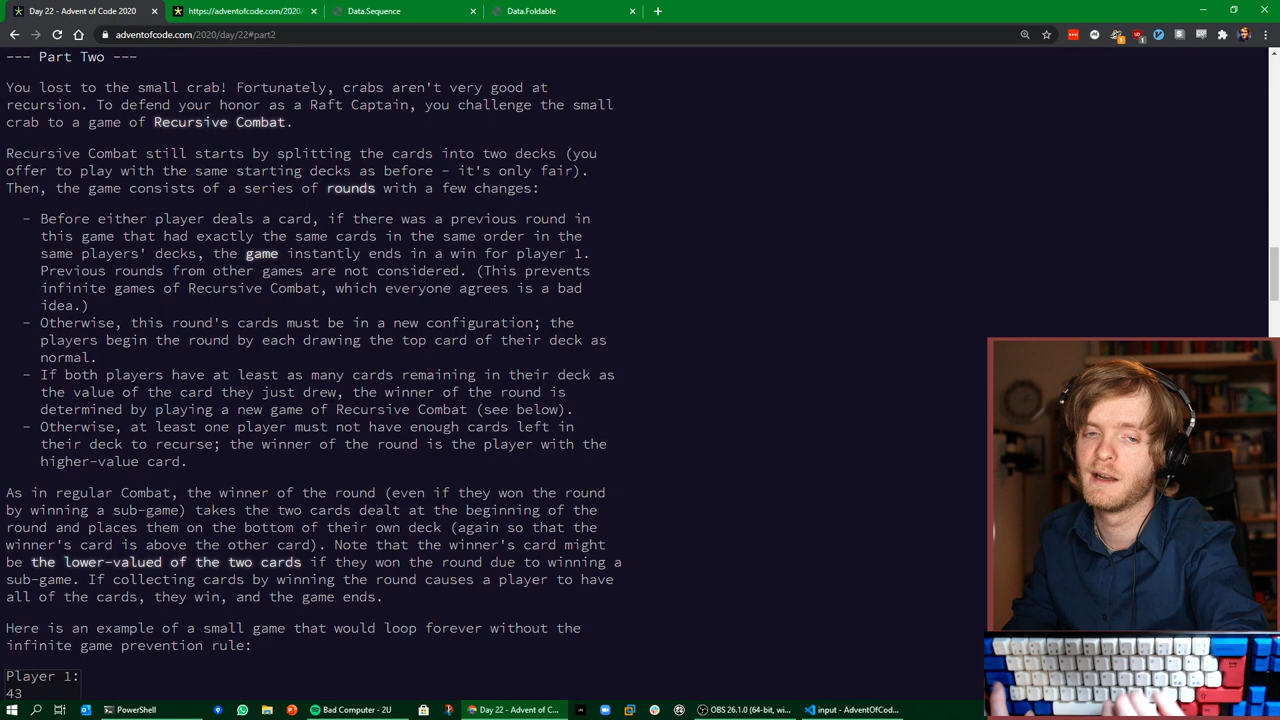 Day 22 - Advent of Code 2020
https://adventofcode.com/2020/
Data.Sequence
Data.Foldable
adventofcode.com/2020/day/22#part2
--- Part Two ---
You lost to the small crab! Fortunately, crabs aren't very good at
recursion. To defend your honor as a Raft Captain, you challenge the small
crab to a game of Recursive Combat.
Recursive Combat still starts by splitting the cards into two decks (you
offer to play with the same starting decks as before - it's only fair).
Then, the game consists of a series of rounds with a few changes:
- Before either player deals a card, if there was a previous round in
this game that had exactly the same cards in the same order in the
same players' decks, the game instantly ends in a win for player 1.
Previous rounds from other games are not considered. (This prevents
infinite games of Recursive Combat, which everyone agrees is a bad
idea.)
- Otherwise, this round's cards must be in a new configuration; the
players begin the round by each drawing the top card of their deck as
normal.
- If both players have at least as many cards remaining in their deck as
the value of the card they just drew, the winner of the round is
determined by playing a new game of Recursive Combat (see below).
- Otherwise, at least one player must not have enough cards left in
their deck to recurse; the winner of the round is the player with the
higher-value card.
As in regular Combat, the winner of the round (even if they won the round
by winning a sub-game) takes the two cards dealt at the beginning of the
round and places them on the bottom of their own deck (again so that the
winner's card is above the other card). Note that the winner's card might
be the lower-valued of the two cards if they won the round due to winning a
sub-game. If collecting cards by winning the round causes a player to have
all of the cards, they win, and the game ends.
Here is an example of a small game that would loop forever without the
infinite game prevention rule:
Player 1:
43
PowerShell
Bad Computer - 2U
Day 22 - Advent of C...
OBS 26.1.0 (64-bit, w...
input - AdventOfCod...